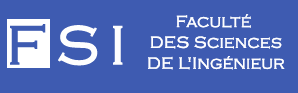 FSI
Faculté
DES Sciences
DE L'Ingénieur